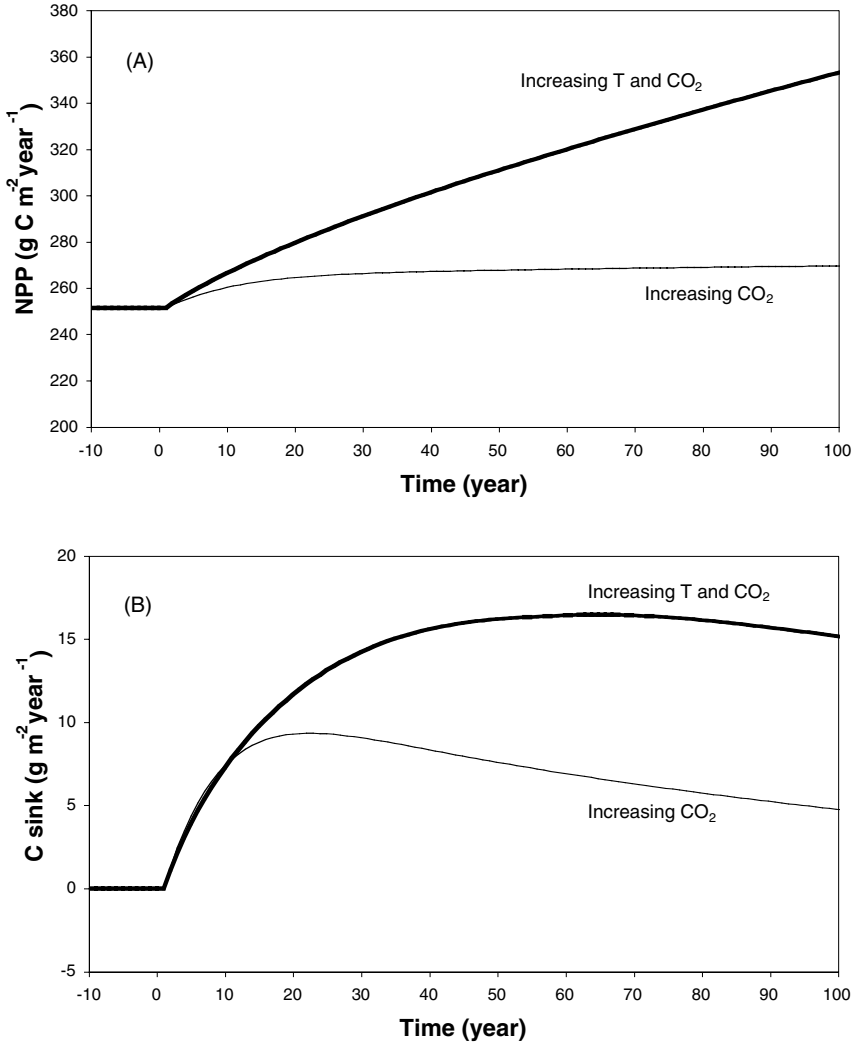 380
360
340
320
300
280
260
240
220
200
NPP (g C m⁻² year⁻¹)
(A)
Increasing T and CO₂
Increasing CO₂
-10 0 10 20 30 40 50 60 70 80 90 100
Time (year)
20
15
10
5
0
-5
C sink (g m⁻² year⁻¹)
(B)
Increasing T and CO₂
Increasing CO₂
-10 0 10 20 30 40 50 60 70 80 90 100
Time (year)